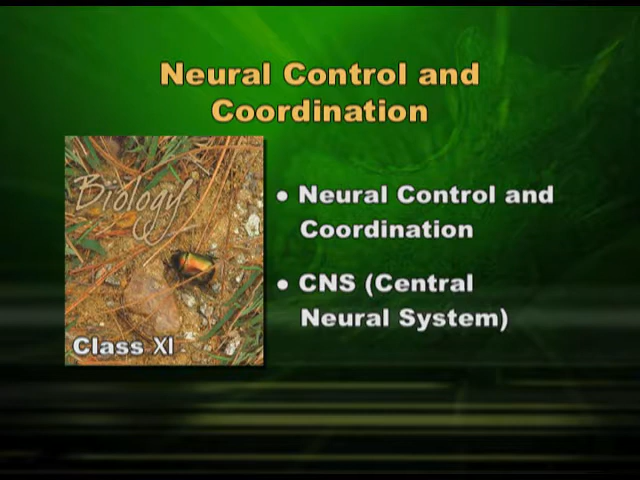 Neural Control and
Coordination
Biology
Class XI
● Neural Control and
Coordination
● CNS (Central
Neural System)